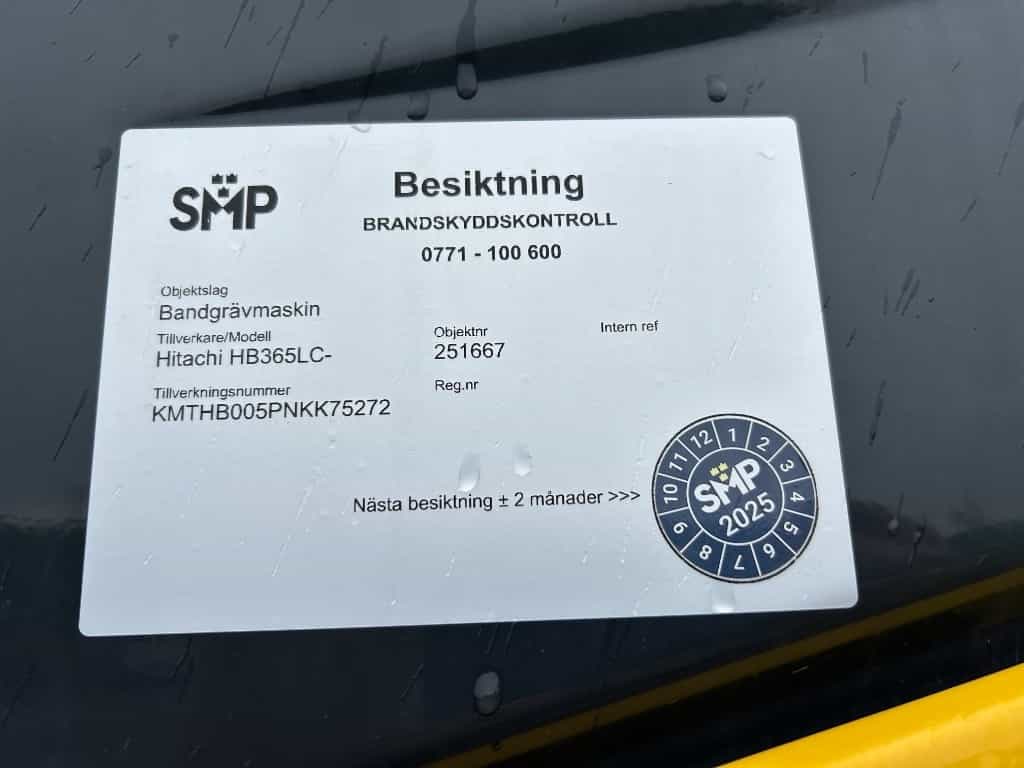 SMP
Besiktning
BRANDSKYDDSKONTROLL
0771 - 100 600
Objektslag
Bandgrävmaskin
Tillverkare/Modell
Hitachi HB365LC-
Objektnr
251667
Intern ref
Tillverkningsnummer
KMTHB005PNKK75272
Reg.nr
Nästa besiktning ± 2 månader >>>
1 2 3 4 5 6 7 8 9 10 11 12
SMP
2025